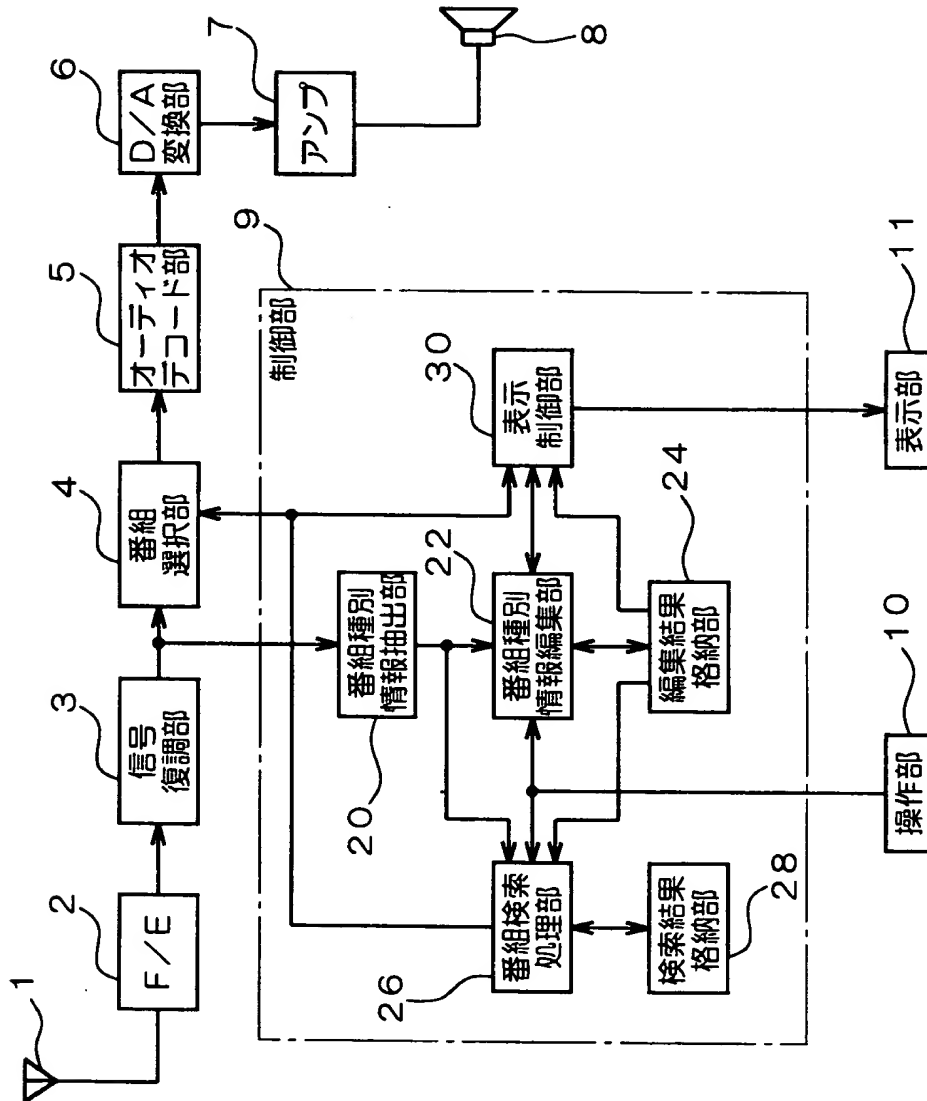 1
2
F/E
3
信号
復調部
4
番組
選択部
5
オーディオ
デコード部
6
D/A
変換部
7
アンプ
8
9
制御部
20
番組種別
情報抽出部
22
番組種別
情報編集部
30
表示
制御部
26
番組検索
処理部
28
検索結果
格納部
24
編集結果
格納部
10
操作部
11
表示部